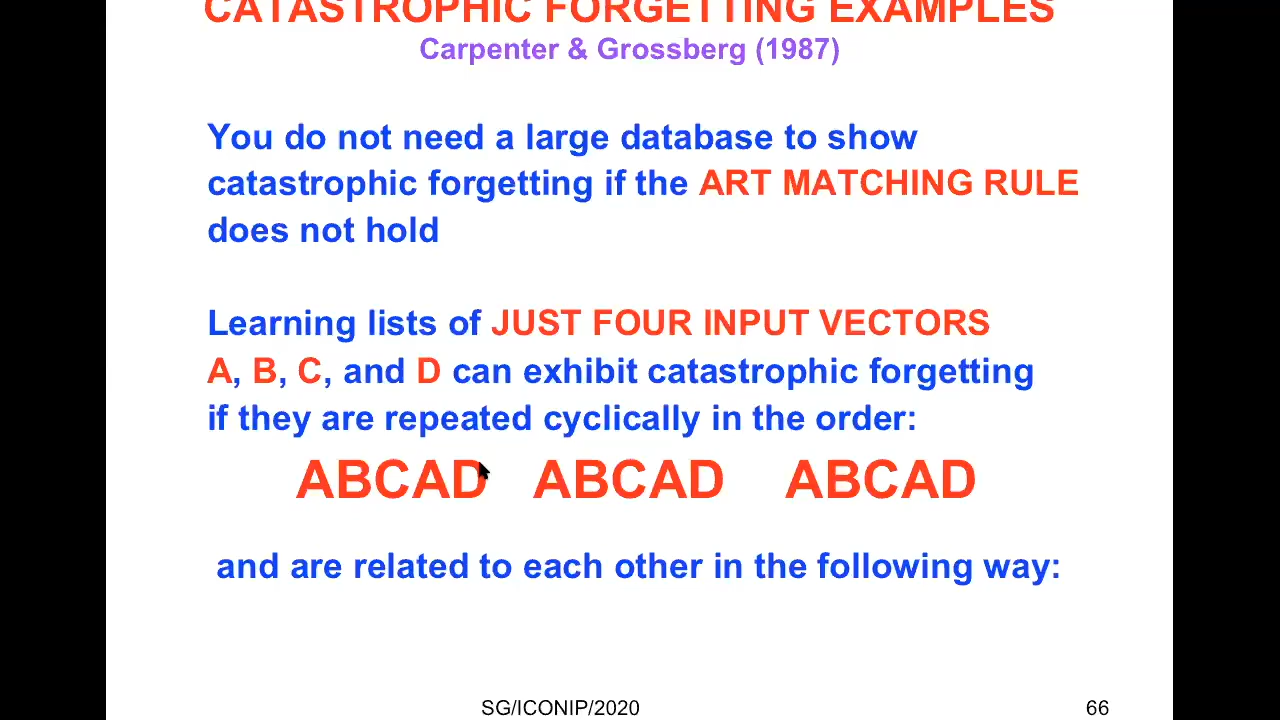 CATASTROPHIC FORGETTING EXAMPLES
Carpenter & Grossberg (1987)
You do not need a large database to show
catastrophic forgetting if the ART MATCHING RULE
does not hold
Learning lists of JUST FOUR INPUT VECTORS
A, B, C, and D can exhibit catastrophic forgetting
if they are repeated cyclically in the order:
ABCAD ABCAD ABCAD
and are related to each other in the following way:
SG/ICONIP/2020 66